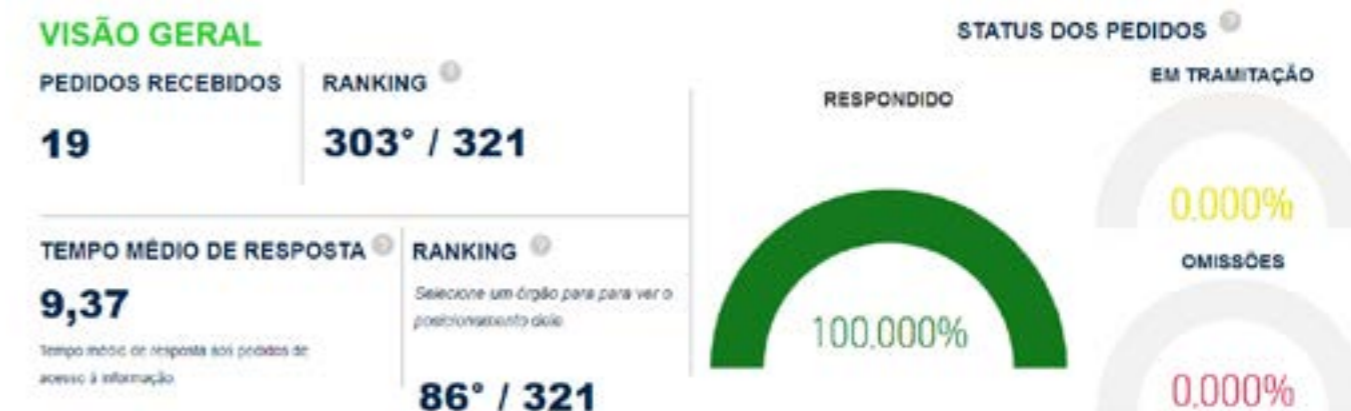 VISÃO GERAL
PEDIDOS RECEBIDOS
19
RANKING ?
303° / 321
TEMPO MÉDIO DE RESPOSTA ?
9,37
Tempo médio de resposta aos pedidos de
acesso à informação
RANKING ?
Selecione um órgão para para ver o
posicionamento dele
86° / 321
STATUS DOS PEDIDOS ?
RESPONDIDO
100,000%
EM TRAMITAÇÃO
0,000%
OMISSÕES
0,000%